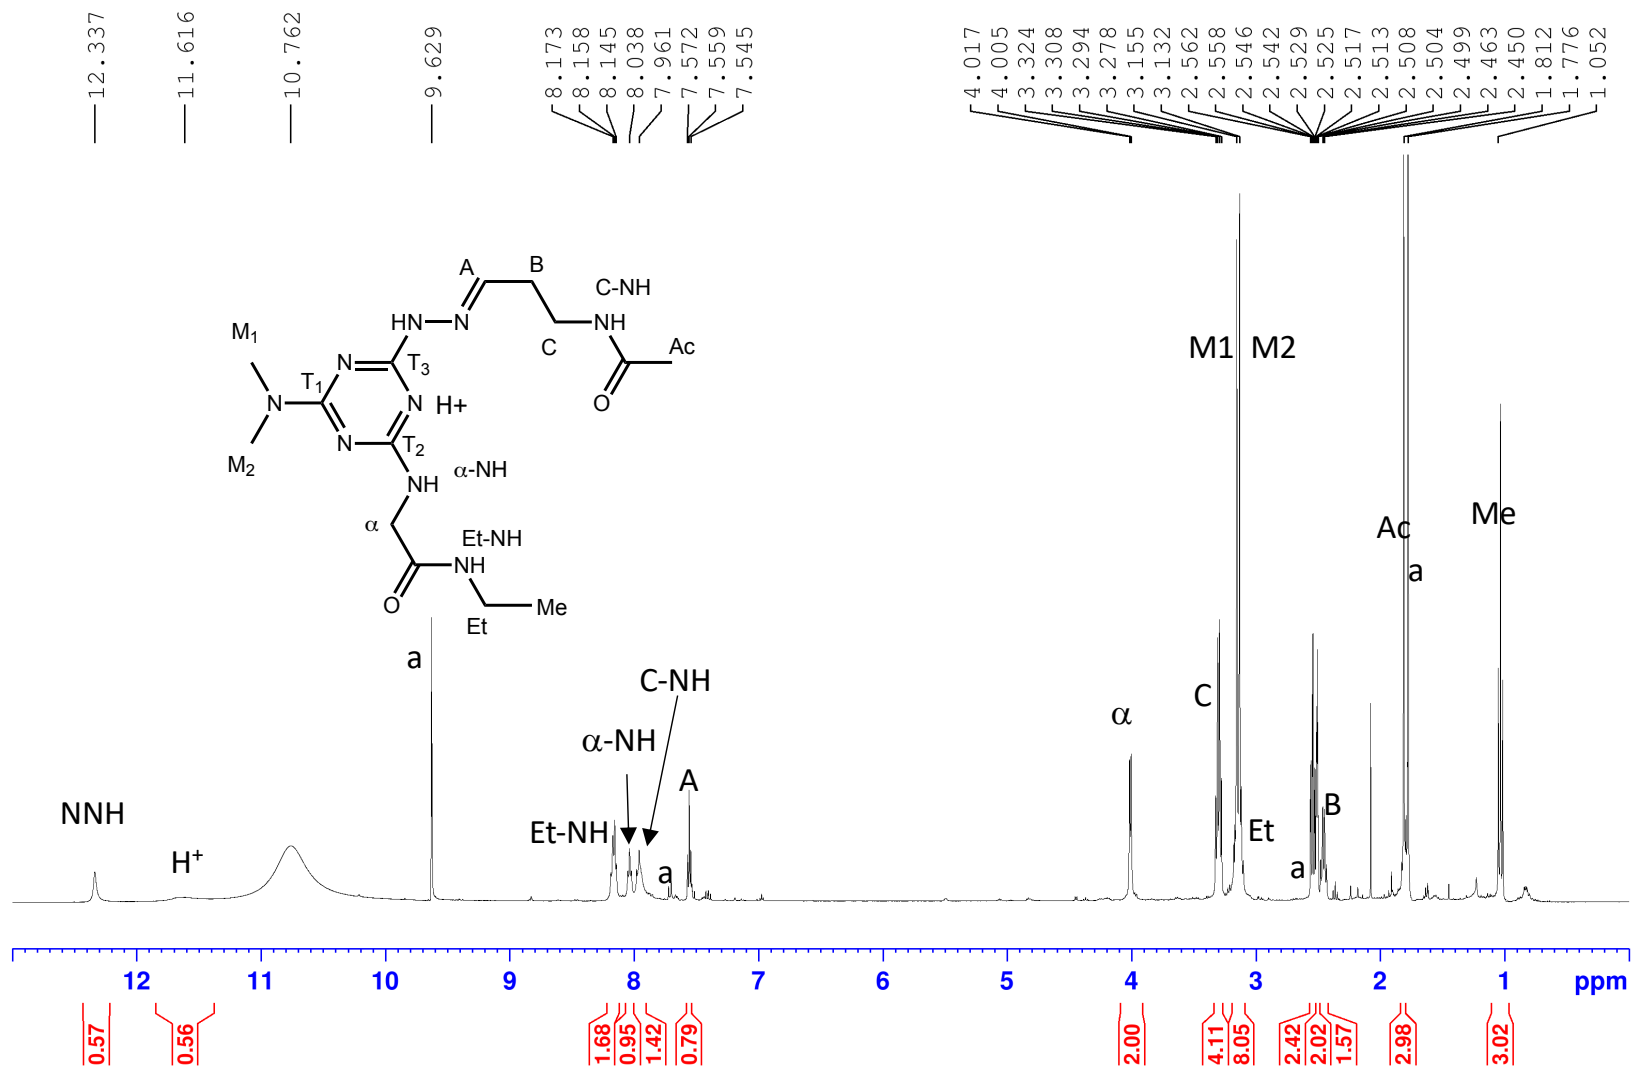 12.337
11.616
10.762
9.629
8.173
8.158
8.145
8.038
7.961
7.572
7.559
7.545
4.017
4.005
3.324
3.308
3.294
3.278
3.155
3.132
2.562
2.558
2.546
2.542
2.529
2.525
2.517
2.513
2.508
2.504
2.499
2.463
2.450
1.812
1.776
1.052
A
B
C-NH
HN
N
NH
M1
C
Ac
N
T3
T1
N
N
H+
O
N
T2
M2
NH
α-NH
α
Et-NH
NH
O
Me
Et
M1 M2
Ac
Me
a
a
C-NH
C
α
α-NH
A
NNH
Et-NH
B
Et
H+
a
a
12 11 10 9 8 7 6 5 4 3 2 1 ppm
0.57
0.56
1.68
0.95
1.42
0.79
2.00
4.11
8.05
2.42
2.02
1.57
2.98
3.02